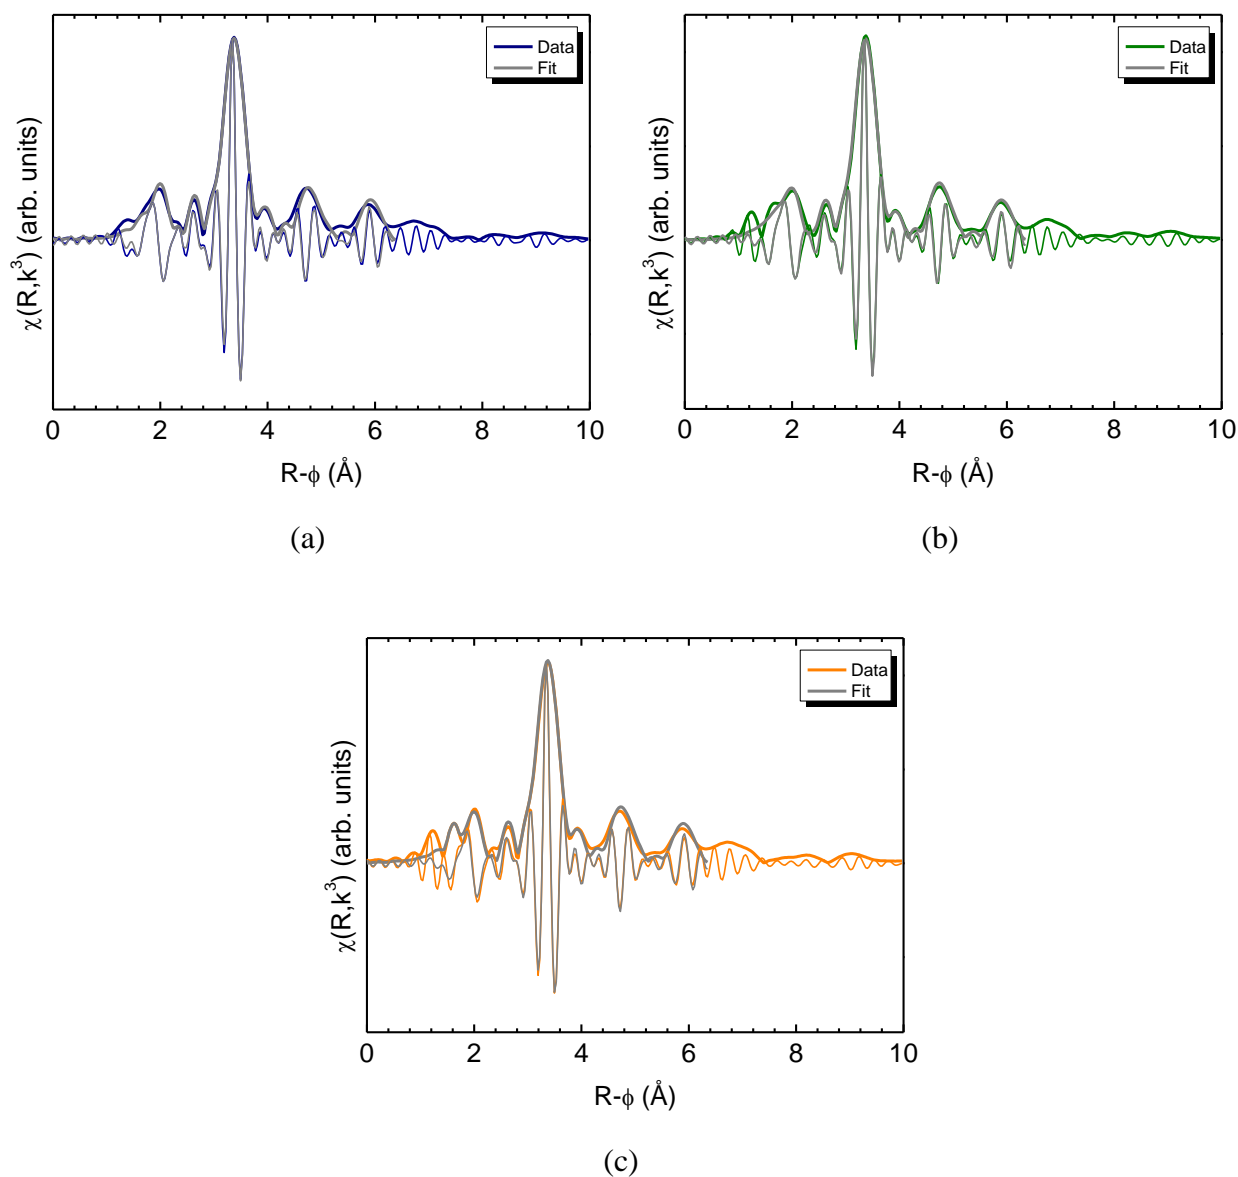 Data
Fit
χ(R,k³) (arb. units)
0 2 4 6 8 10
R-ϕ (Å)
(a)
Data
Fit
χ(R,k³) (arb. units)
0 2 4 6 8 10
R-ϕ (Å)
(b)
Data
Fit
χ(R,k³) (arb. units)
0 2 4 6 8 10
R-ϕ (Å)
(c)